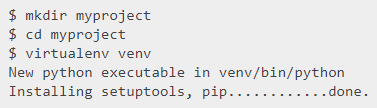 $ mkdir myproject
$ cd myproject
$ virtualenv venv
New python executable in venv/bin/python
Installing setuptools, pip............done.